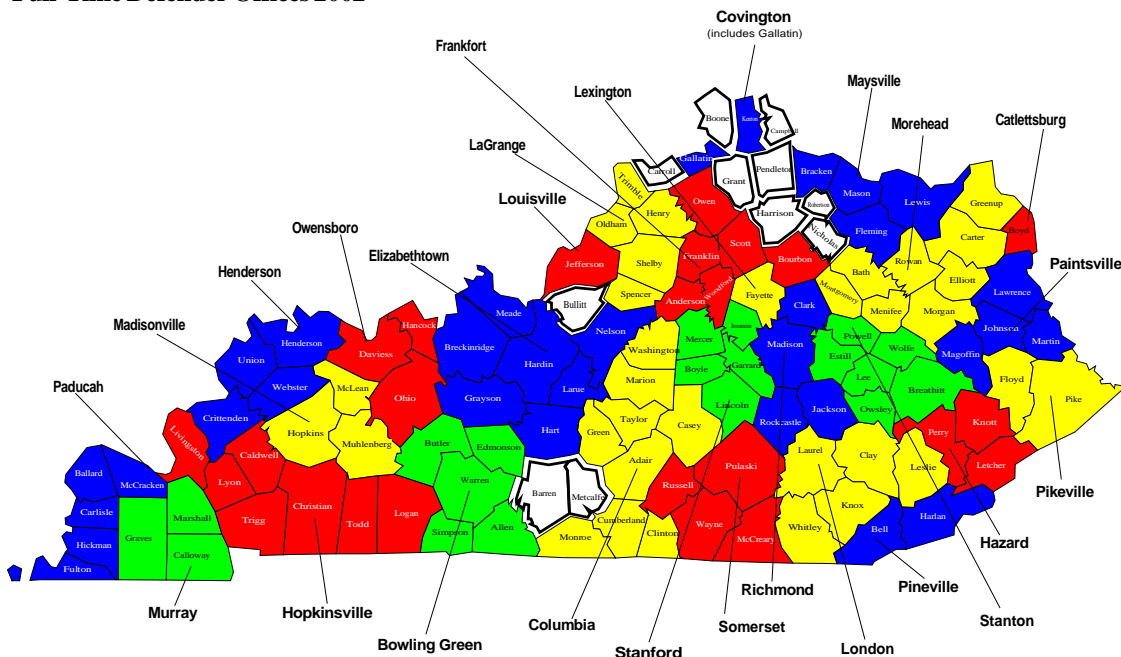 Full-Time Defender Offices 2002
Covington
(includes Gallatin)
Frankfort
Lexington
Maysville
Morehead
Catlettsburg
LaGrange
Louisville
Owensboro
Elizabethtown
Henderson
Madisonville
Paducah
Paintsville
Boone
Kenton
Campbell
Gallatin
Carroll
Grant
Pendleton
Bracken
Mason
Lewis
Greenup
Trimble
Owen
Robertson
Henry
Harrison
Fleming
Carter
Boyd
Oldham
Scott
Nicholas
Rowan
Jefferson
Shelby
Franklin
Bourbon
Bath
Elliott
Lawrence
Spencer
Anderson
Woodford
Fayette
Montgomery
Menifee
Morgan
Bullitt
Clark
Meade
Nelson
Hancock
Henderson
Daviess
Breckinridge
Hardin
Washington
Mercer
Jessamine
Madison
Powell
Wolfe
Johnson
Martin
Magoffin
Union
Webster
McLean
Ohio
Grayson
Larue
Marion
Boyle
Garrard
Estill
Lee
Breathitt
Floyd
Pike
Crittenden
Hopkins
Muhlenberg
Hart
Green
Taylor
Casey
Lincoln
Rockcastle
Jackson
Owsley
Perry
Knott
Livingston
Caldwell
Butler
Edmonson
Adair
Pulaski
Laurel
Clay
Leslie
Letcher
Ballard
McCracken
Lyon
Christian
Todd
Logan
Warren
Barren
Metcalfe
Russell
Knox
Carlisle
Graves
Marshall
Trigg
Simpson
Allen
Monroe
Cumberland
Clinton
Wayne
McCreary
Whitley
Bell
Harlan
Hickman
Calloway
Fulton
Pikeville
Hazard
Murray
Hopkinsville
Bowling Green
Columbia
Stanford
Somerset
Richmond
Pineville
London
Stanton